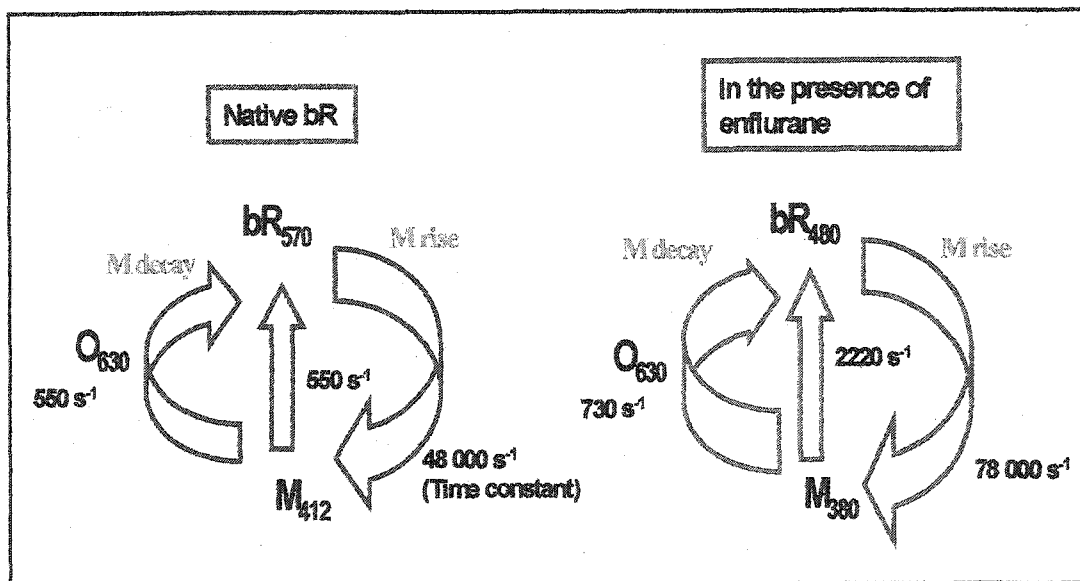 Native bR
In the presence of
enflurane
bR570
M decay
M rise
O630
550 s-1
550 s-1
48 000 s-1
(Time constant)
M412
bR480
M decay
M rise
O630
730 s-1
2220 s-1
78 000 s-1
M380